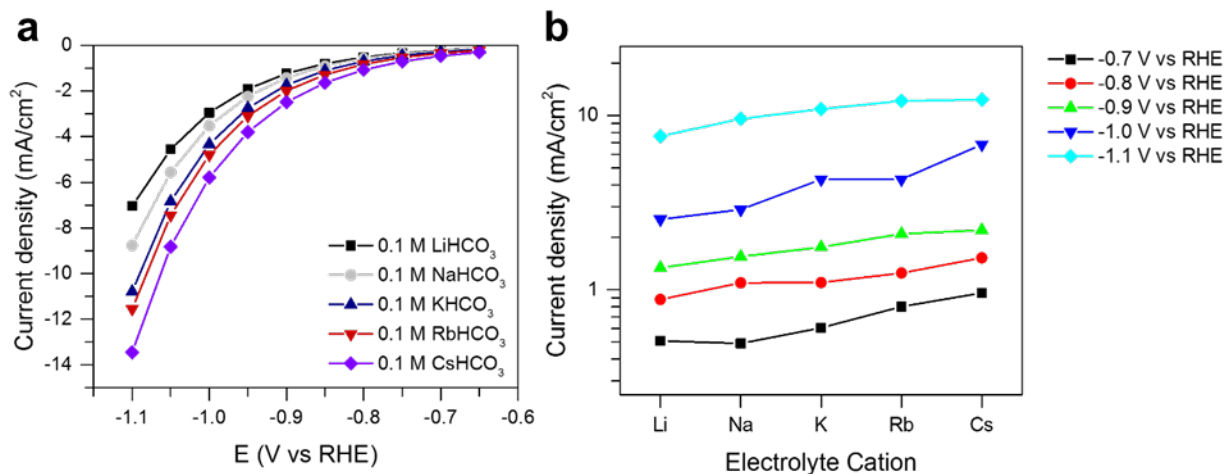 a
Current density (mA/cm²)
0
-2
-4
-6
-8
-10
-12
-14
-1.1
-1.0
-0.9
-0.8
-0.7
-0.6
E (V vs RHE)
0.1 M LiHCO₃
0.1 M NaHCO₃
0.1 M KHCO₃
0.1 M RbHCO₃
0.1 M CsHCO₃
b
Current density (mA/cm²)
10
1
Li
Na
K
Rb
Cs
Electrolyte Cation
-0.7 V vs RHE
-0.8 V vs RHE
-0.9 V vs RHE
-1.0 V vs RHE
-1.1 V vs RHE